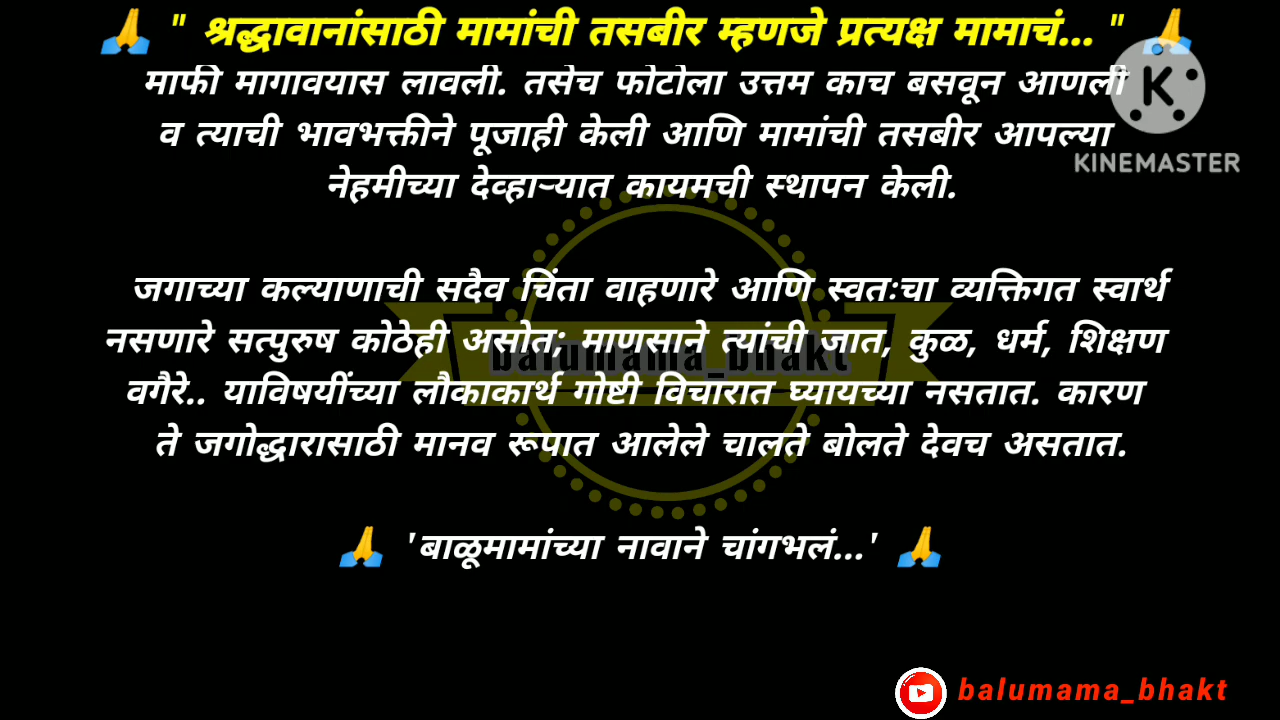 🙏 " श्रद्धावानांसाठी मामांची तसबीर म्हणजे प्रत्यक्ष मामाचं... " 🙏
माफी मागावयास लावली. तसेच फोटोला उत्तम काच बसवून आणली
व त्याची भावभक्तीने पूजाही केली आणि मामांची तसबीर आपल्या
नेहमीच्या देव्हाऱ्यात कायमची स्थापन केली.
जगाच्या कल्याणाची सदैव चिंता वाहणारे आणि स्वतःचा व्यक्तिगत स्वार्थ
नसणारे सत्पुरुष कोठेही असोत; माणसाने त्यांची जात, कुळ, धर्म, शिक्षण
वगैरे.. याविषयींच्या लौकाकार्थ गोष्टी विचारात घ्यायच्या नसतात. कारण
ते जगोद्धारासाठी मानव रूपात आलेले चालते बोलते देवच असतात.
🙏 'बाळूमामांच्या नावाने चांगभलं...' 🙏
K
KINEMASTER
balumama_bhakt
balumama_bhakt